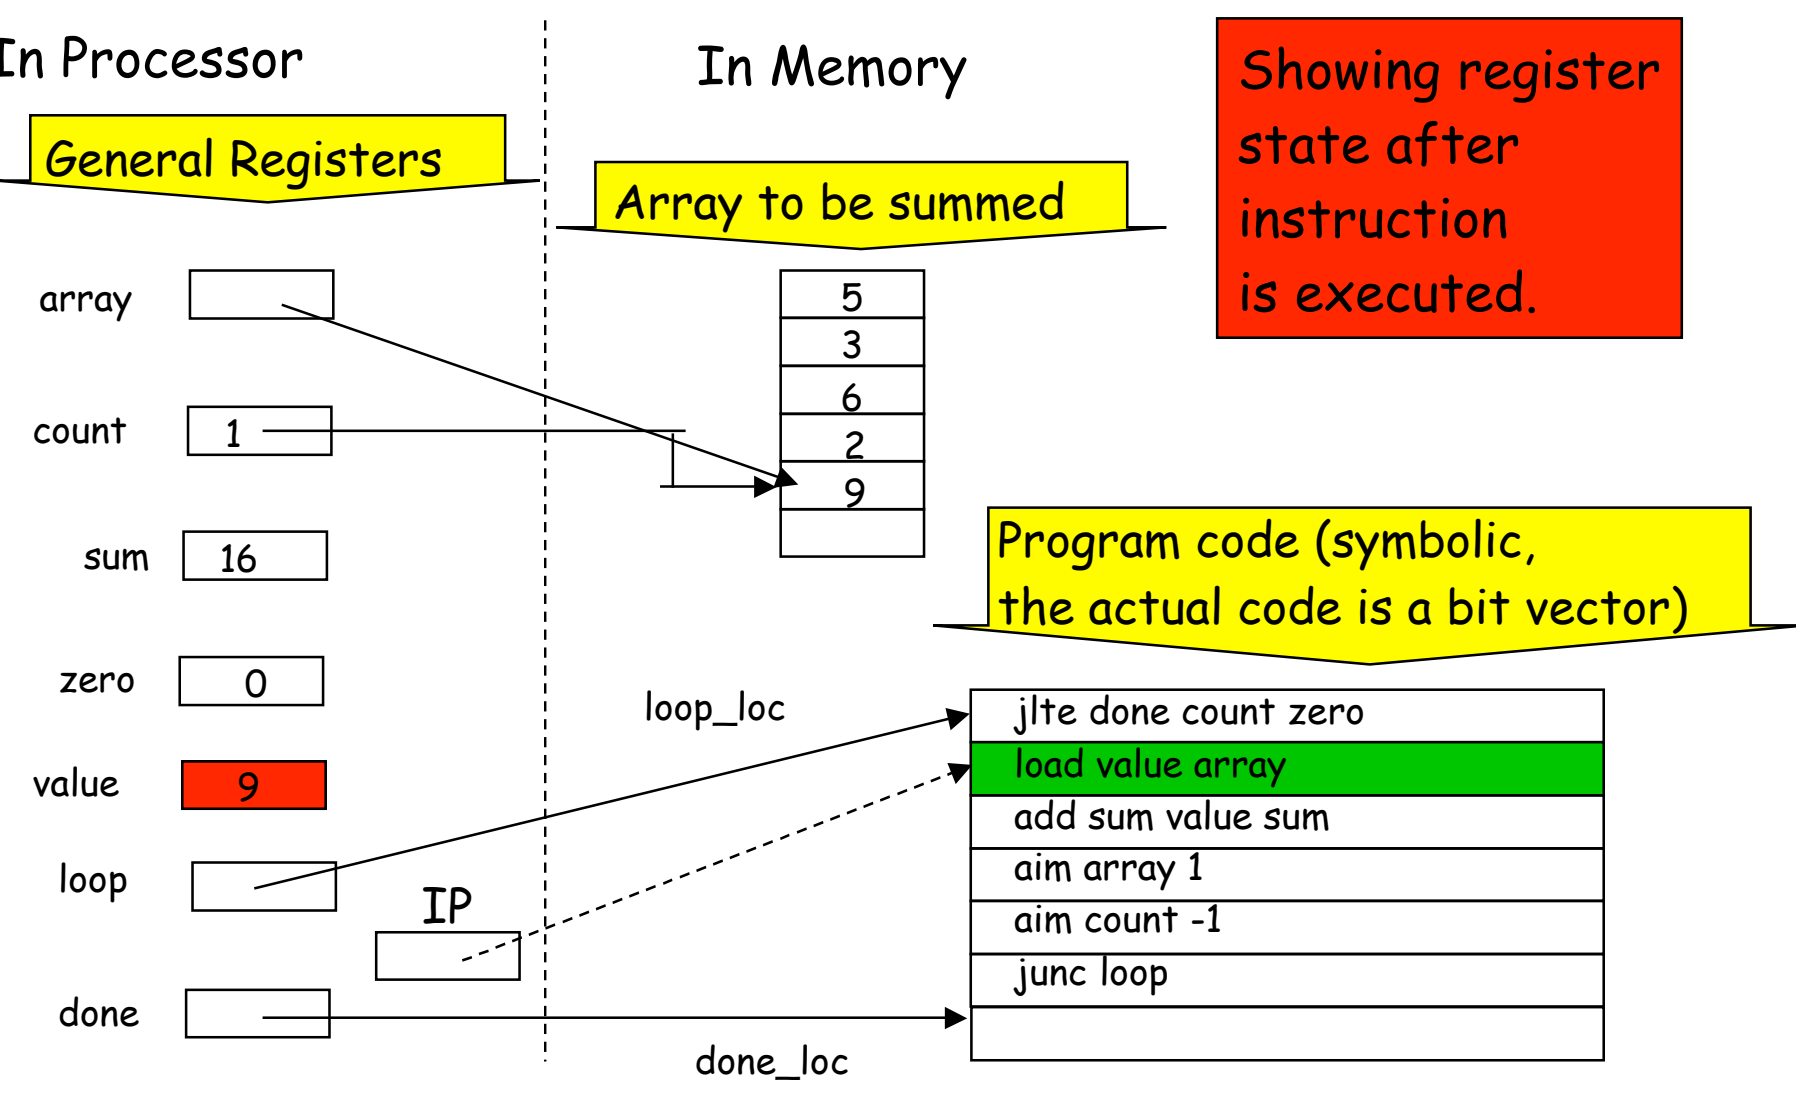 In Processor
In Memory
Showing register
state after
instruction
is executed.
General Registers
Array to be summed
array
count 1
sum 16
zero 0
value 9
loop
IP
done
5
3
6
2
9
Program code (symbolic,
the actual code is a bit vector)
loop_loc
jlte done count zero
load value array
add sum value sum
aim array 1
aim count -1
junc loop
done_loc